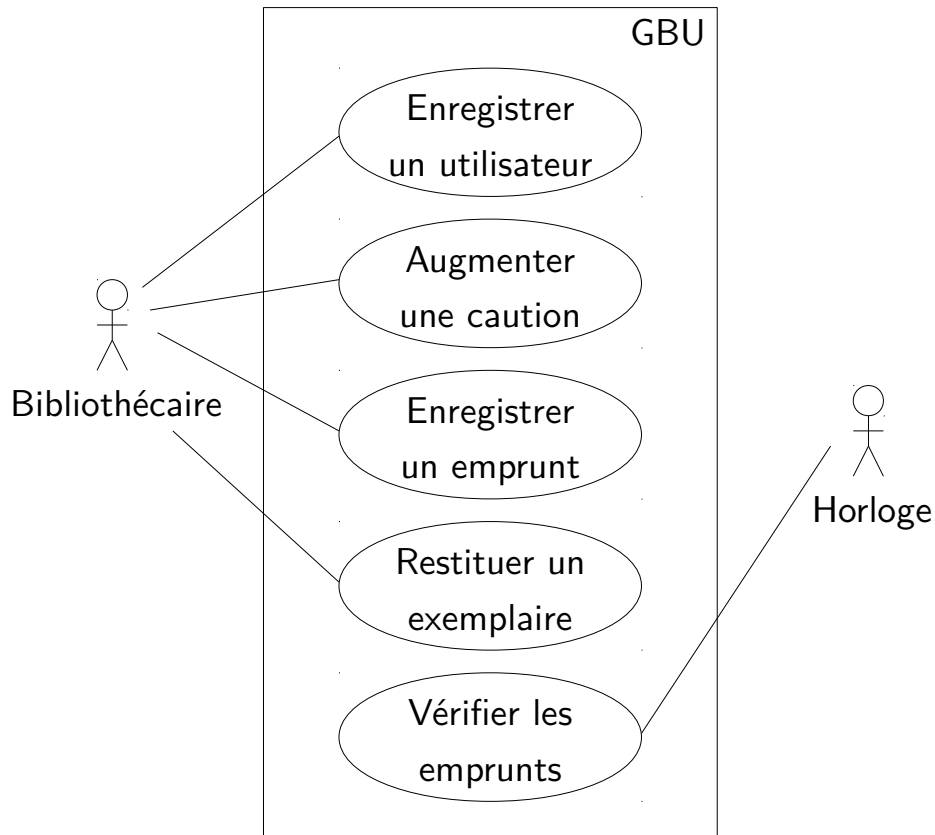 GBU
Enregistrer
un utilisateur
Augmenter
une caution
Bibliothécaire
Enregistrer
un emprunt
Horloge
Restituer un
exemplaire
Vérifier les
emprunts